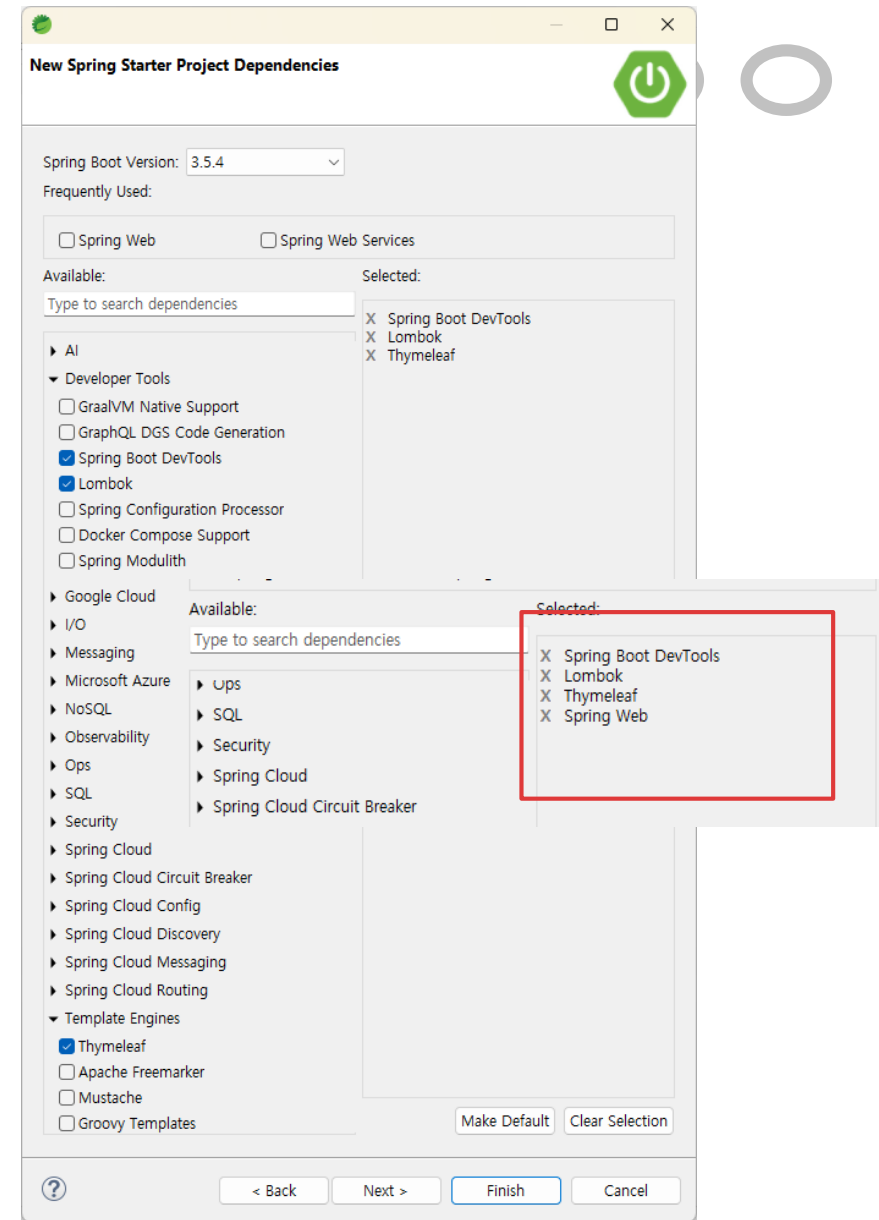 New Spring Starter Project Dependencies
Spring Boot Version: 3.5.4
Frequently Used:
Spring Web
Spring Web Services
Available:
Type to search dependencies
AI
Developer Tools
GraalVM Native Support
GraphQL DGS Code Generation
Spring Boot DevTools
Lombok
Spring Configuration Processor
Docker Compose Support
Spring Modulith
Google Cloud
I/O
Messaging
Microsoft Azure
NoSQL
Observability
Ops
SQL
Security
Spring Cloud
Spring Cloud Circuit Breaker
Spring Cloud Config
Spring Cloud Discovery
Spring Cloud Messaging
Spring Cloud Routing
Template Engines
Thymeleaf
Apache Freemarker
Mustache
Groovy Templates
Selected:
X Spring Boot DevTools
X Lombok
X Thymeleaf
Available:
Type to search dependencies
Ops
SQL
Security
Spring Cloud
Spring Cloud Circuit Breaker
Selected:
X Spring Boot DevTools
X Lombok
X Thymeleaf
X Spring Web
Make Default
Clear Selection
?
< Back
Next >
Finish
Cancel